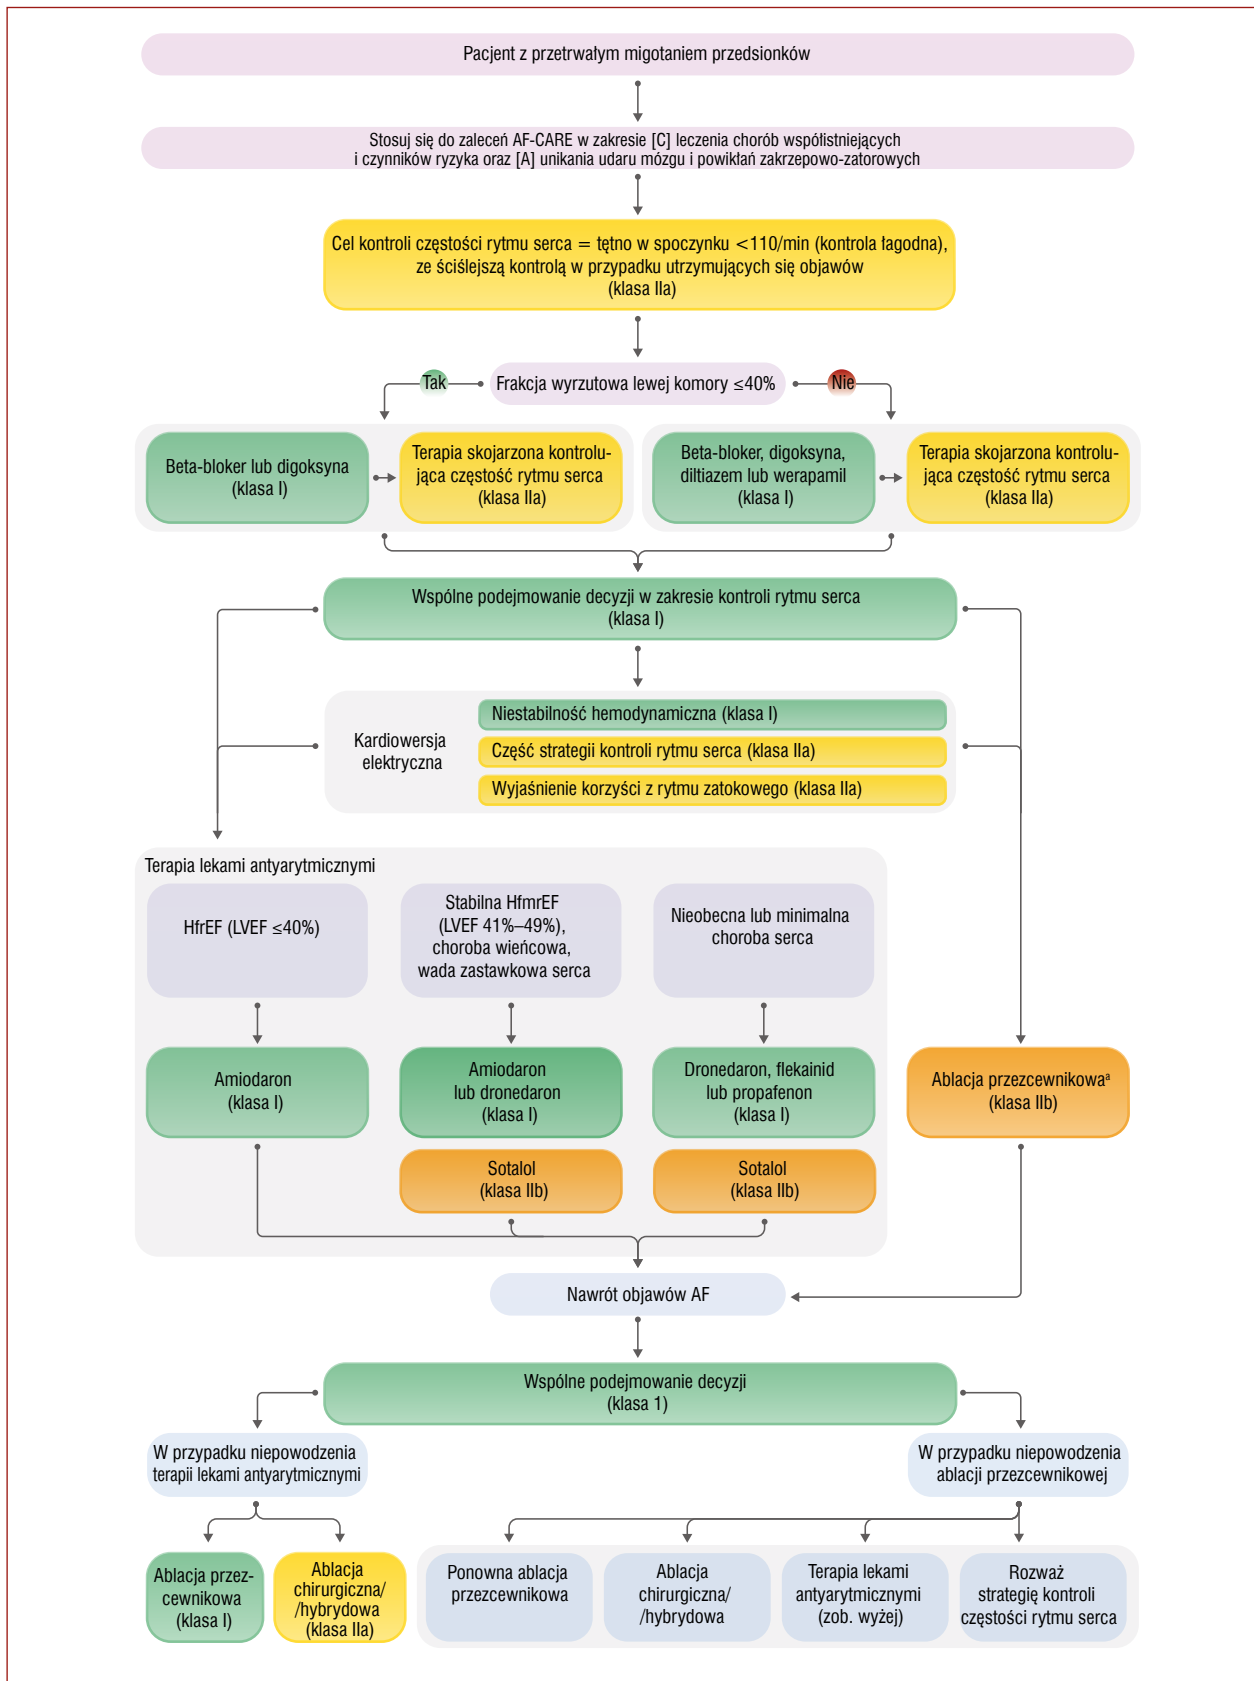 Pacjent z przetrwałym migotaniem przedsionków
Stosuj się do zaleceń AF-CARE w zakresie [C] leczenia chorób współistniejących
i czynników ryzyka oraz [A] unikania udaru mózgu i powikłań zakrzepowo-zatorowych
Cel kontroli częstości rytmu serca = tętno w spoczynku <110/min (kontrola łagodna),
ze ściślejszą kontrolą w przypadku utrzymujących się objawów
(klasa IIa)
Tak
Frakcja wyrzutowa lewej komory ≤40%
Nie
Beta-bloker lub digoksyna
(klasa I)
Terapia skojarzona kontrolu-
jąca częstość rytmu serca
(klasa IIa)
Beta-bloker, digoksyna,
diltiazem lub werapamil
(klasa I)
Terapia skojarzona kontrolu-
jąca częstość rytmu serca
(klasa IIa)
Wspólne podejmowanie decyzji w zakresie kontroli rytmu serca
(klasa I)
Kardiowersja
elektryczna
Niestabilność hemodynamiczna (klasa I)
Część strategii kontroli rytmu serca (klasa IIa)
Wyjaśnienie korzyści z rytmu zatokowego (klasa IIa)
Terapia lekami antyarytmicznymi
HfrEF (LVEF ≤40%)
Stabilna HfmrEF
(LVEF 41%–49%),
choroba wieńcowa,
wada zastawkowa serca
Nieobecna lub minimalna
choroba serca
Amiodaron
(klasa I)
Amiodaron
lub dronedaron
(klasa I)
Dronedaron, flekainid
lub propafenon
(klasa I)
Ablacja przezcewnikowaª
(klasa IIb)
Sotalol
(klasa IIb)
Sotalol
(klasa IIb)
Nawrót objawów AF
Wspólne podejmowanie decyzji
(klasa 1)
W przypadku niepowodzenia
terapii lekami antyarytmicznymi
W przypadku niepowodzenia
ablacji przezcewnikowej
Ablacja przez-
cewnikowa
(klasa I)
Ablacja
chirurgiczna/
/hybrydowa
(klasa IIa)
Ponowna ablacja
przezcewnikowa
Ablacja
chirurgiczna/
/hybrydowa
Terapia lekami
antyarytmicznymi
(zob. wyżej)
Rozważ
strategię kontroli
częstości rytmu serca